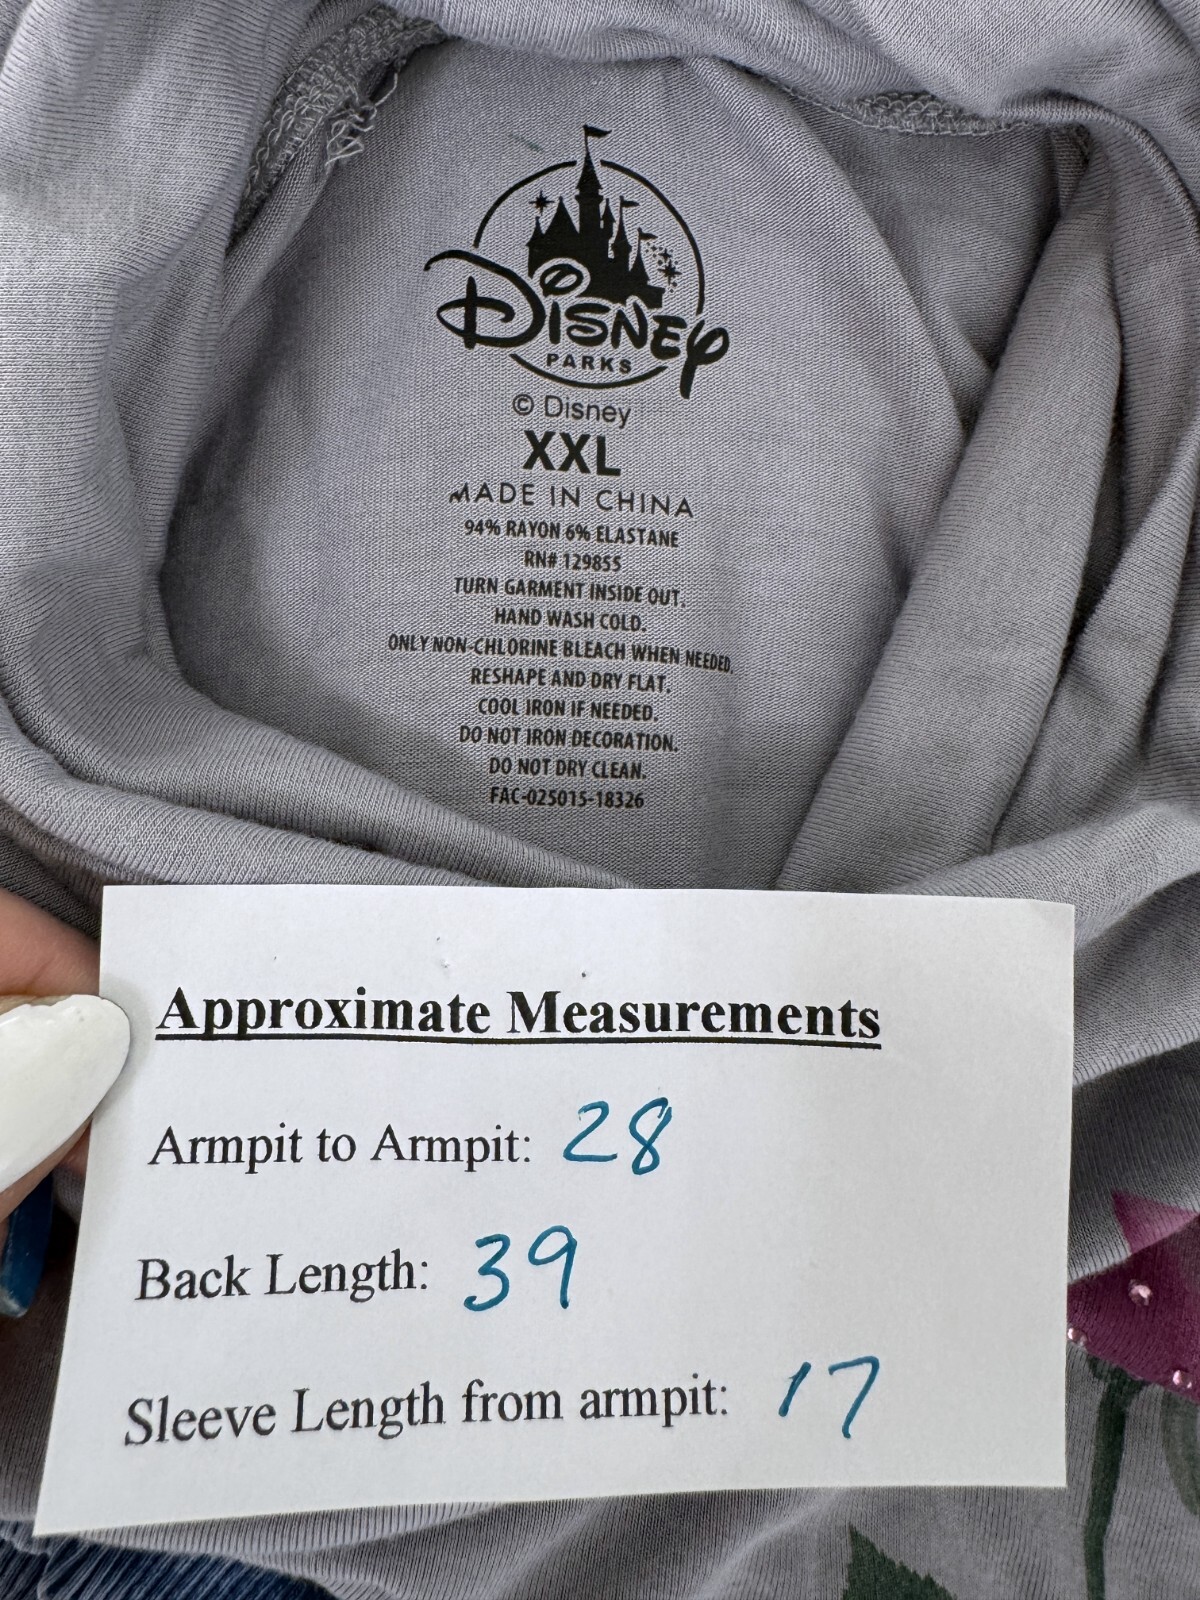 Disney
PARKS
© Disney
XXL
MADE IN CHINA
94% RAYON 6% ELASTANE
RN# 129855
TURN GARMENT INSIDE OUT.
HAND WASH COLD.
ONLY NON-CHLORINE BLEACH WHEN NEEDED.
RESHAPE AND DRY FLAT.
COOL IRON IF NEEDED.
DO NOT IRON DECORATION.
DO NOT DRY CLEAN.
FAC-025015-18326
Approximate Measurements
Armpit to Armpit: 28
Back Length: 39
Sleeve Length from armpit: 17